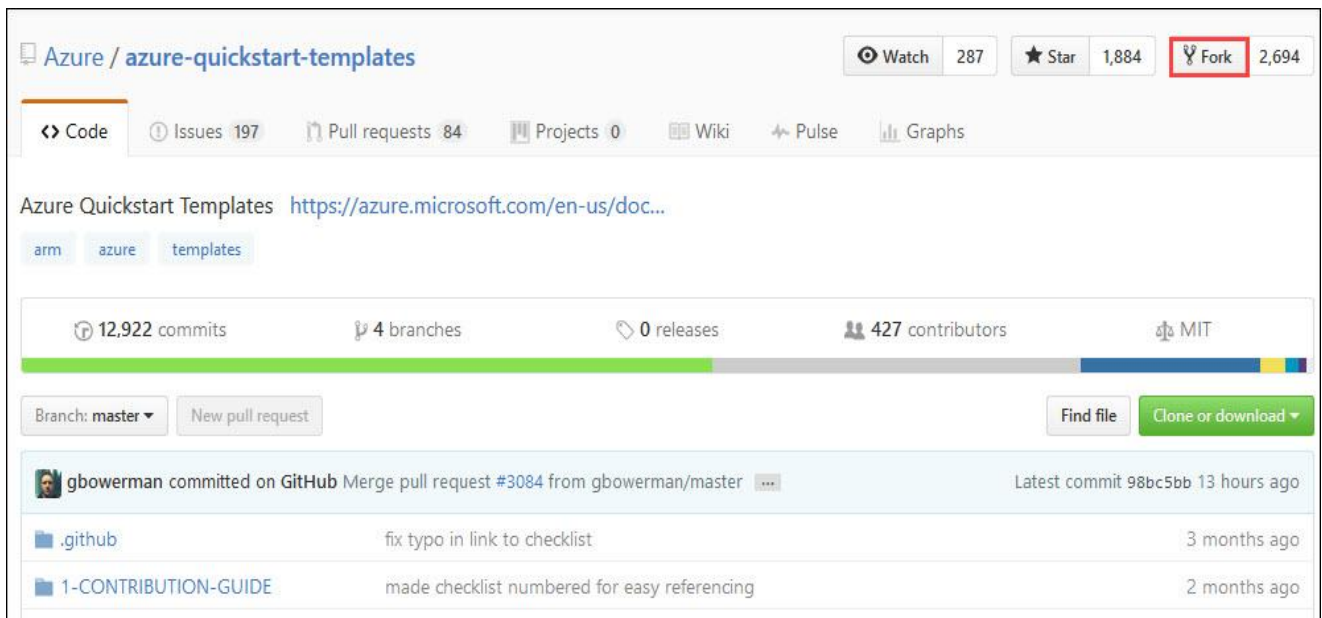 Azure / azure-quickstart-templates Watch 287 Star 1,884 Fork 2,694
<> Code Issues 197 Pull requests 84 Projects 0 Wiki Pulse Graphs
Azure Quickstart Templates https://azure.microsoft.com/en-us/doc...
arm azure templates
12,922 commits 4 branches 0 releases 427 contributors MIT
Branch: master New pull request Find file Clone or download
gbowerman committed on GitHub Merge pull request #3084 from gbowerman/master ... Latest commit 98bc5bb 13 hours ago
.github fix typo in link to checklist 3 months ago
1-CONTRIBUTION-GUIDE made checklist numbered for easy referencing 2 months ago